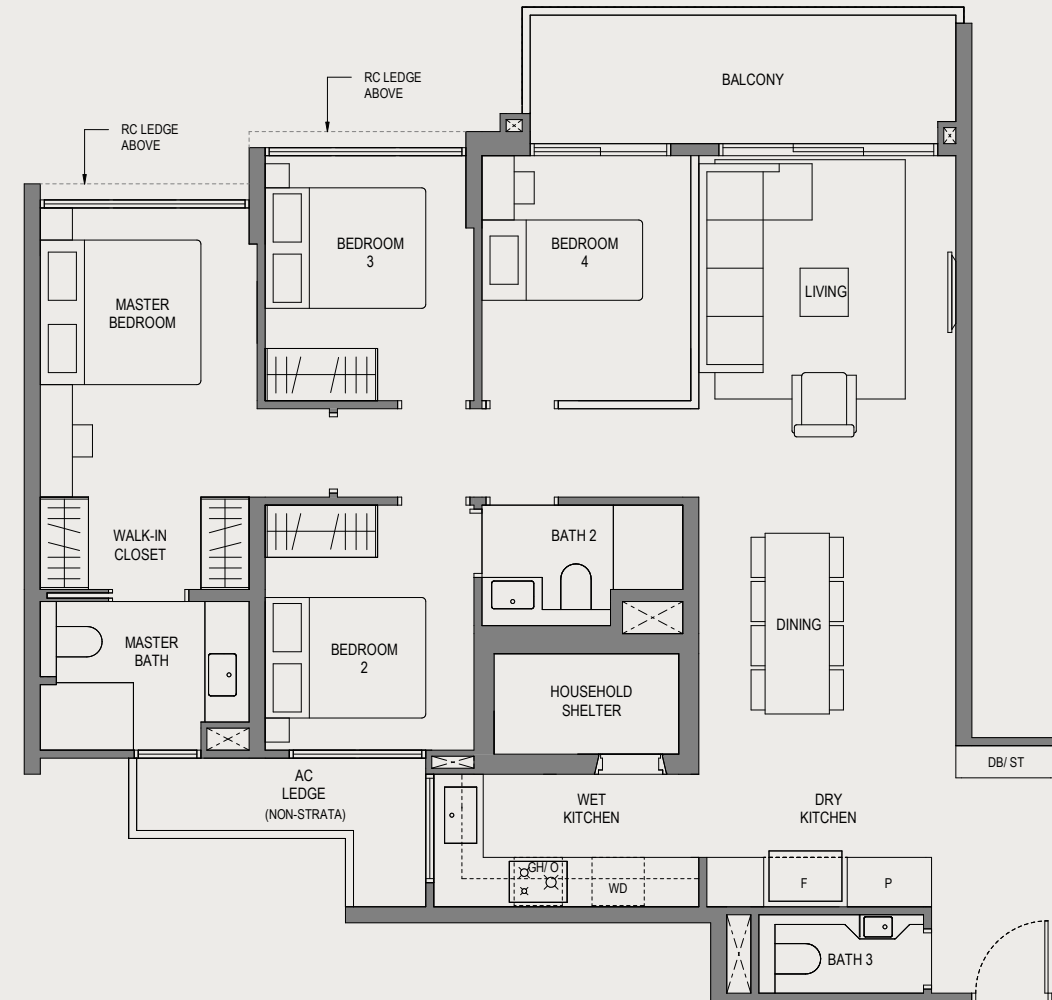 BALCONY
RC LEDGE
ABOVE
RC LEDGE
ABOVE
BEDROOM
3
BEDROOM
4
MASTER
BEDROOM
LIVING
WALK-IN
CLOSET
BATH 2
MASTER
BATH
BEDROOM
2
DINING
HOUSEHOLD
SHELTER
DB/ ST
AC
LEDGE
(NON-STRATA)
WET
KITCHEN
DRY
KITCHEN
GH/ O
WD
F
P
BATH 3